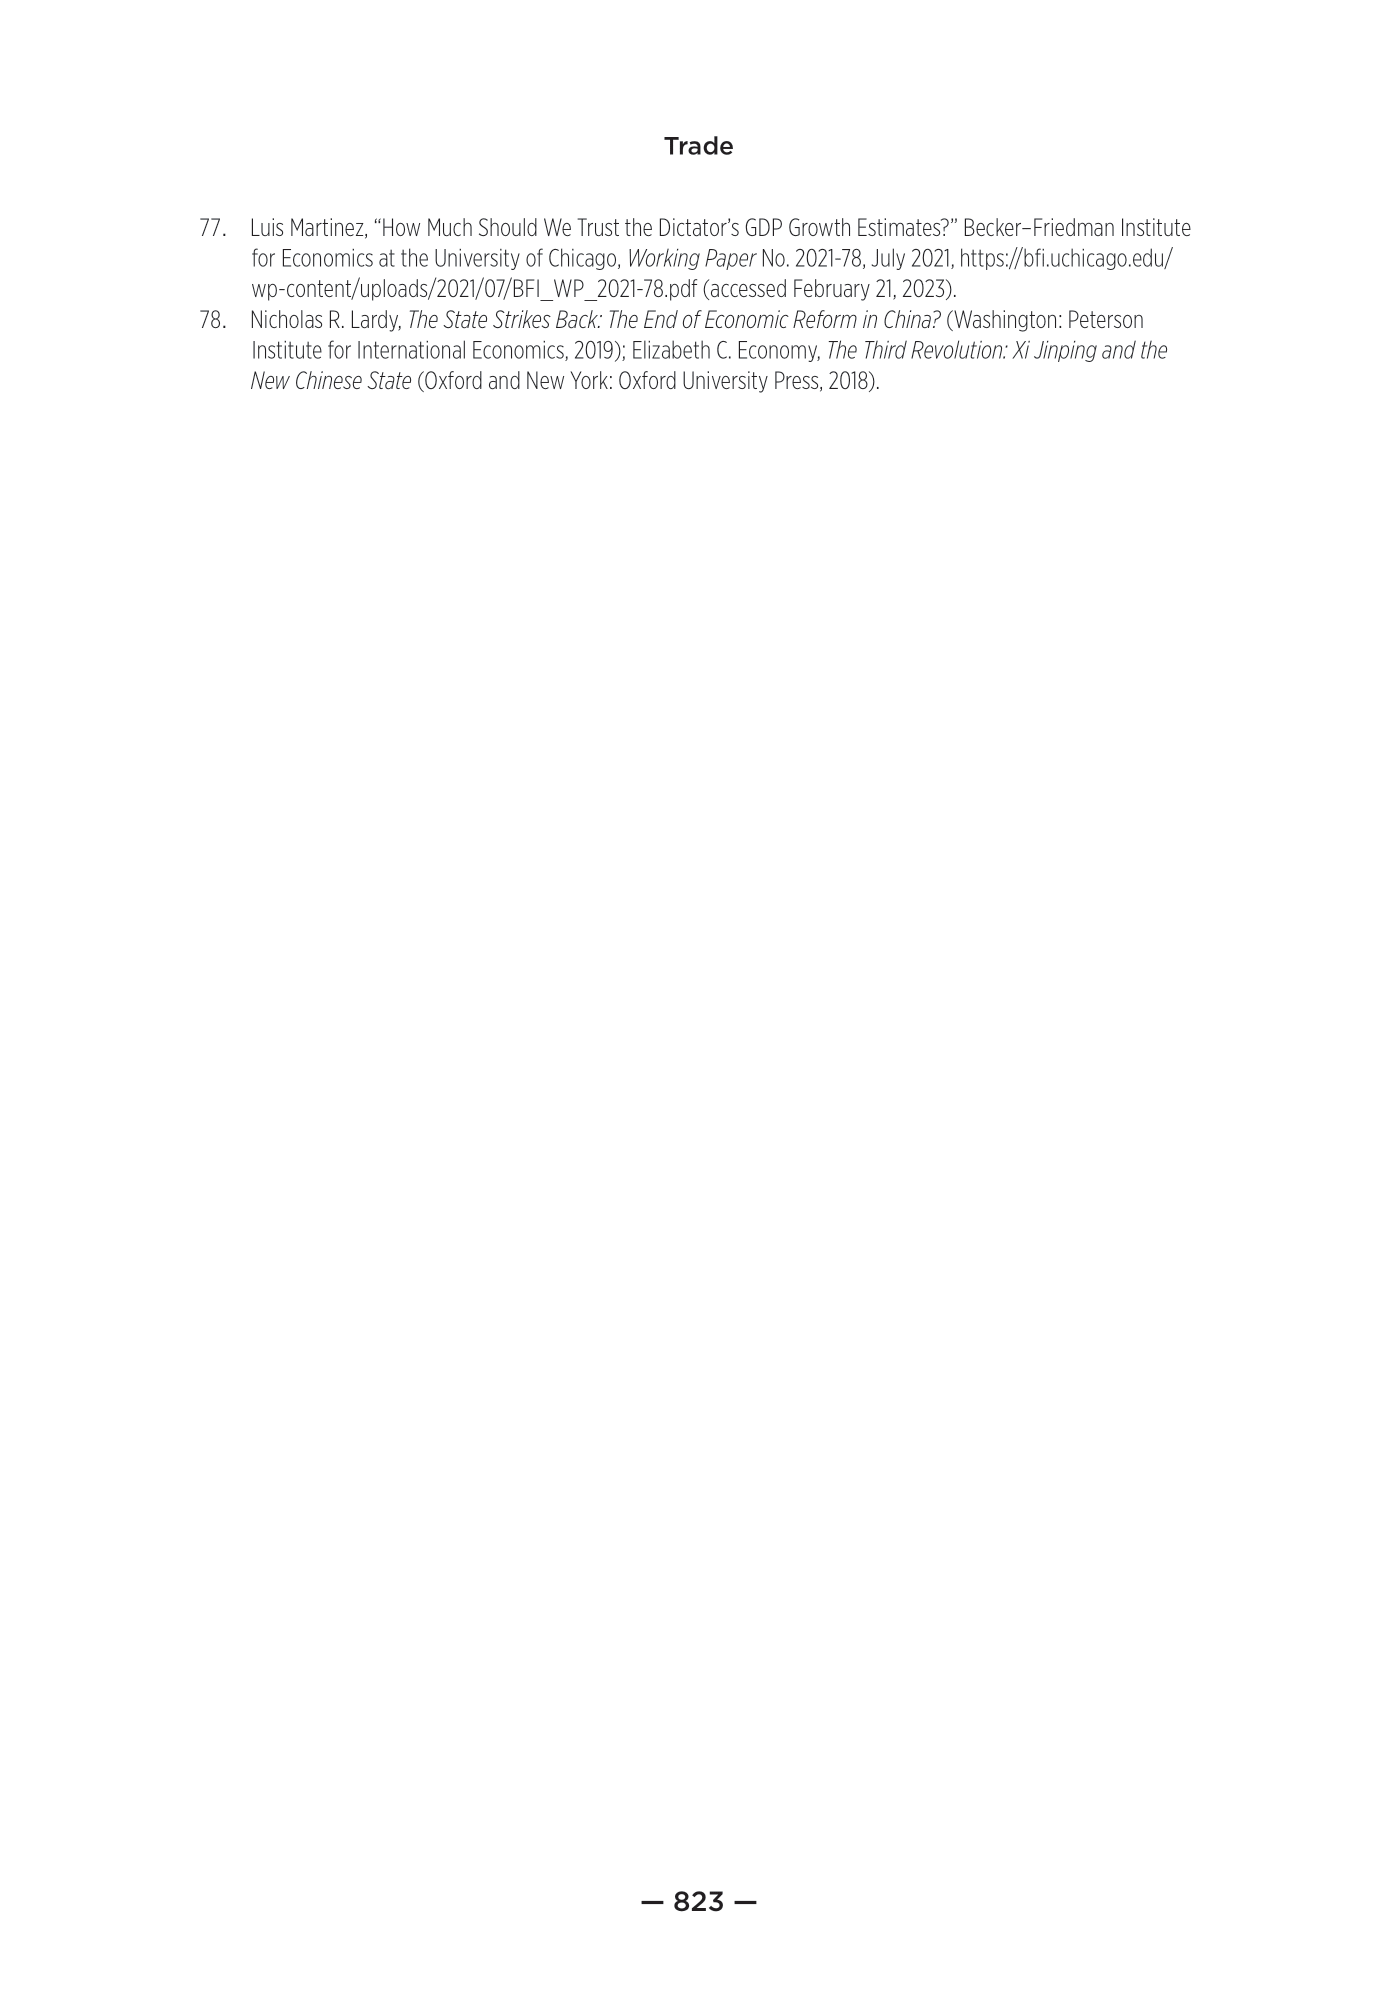 Trade
77. Luis Martinez, “How Much Should We Trust the Dictator’s GDP Growth Estimates?” Becker–Friedman Institute
for Economics at the University of Chicago, Working Paper No. 2021-78, July 2021, https://bfi.uchicago.edu/
wp-content/uploads/2021/07/BFI_WP_2021-78.pdf (accessed February 21, 2023).
78. Nicholas R. Lardy, The State Strikes Back: The End of Economic Reform in China? (Washington: Peterson
Institute for International Economics, 2019); Elizabeth C. Economy, The Third Revolution: Xi Jinping and the
New Chinese State (Oxford and New York: Oxford University Press, 2018).
— 823 —